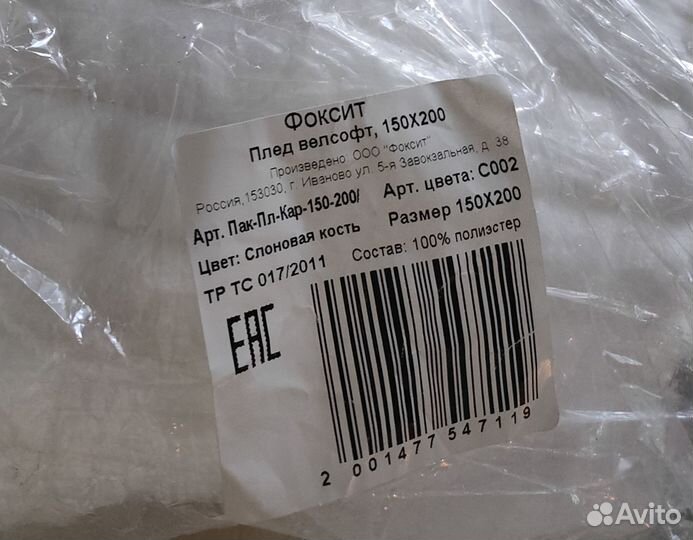 Фоксит
Плед велсофт, 150Х200
Произведено. ООО "Фоксит"
Россия,153030, г. Иваново ул. 5-я Завокзальная, д. 38
Арт. Пак-Пл-Кар-150-200/ Арт. цвета: С002
Цвет: Слоновая кость Размер 150Х200
ТР ТС 017/2011 Состав: 100% полиэстер
EAC
2 001477 547119
Avito